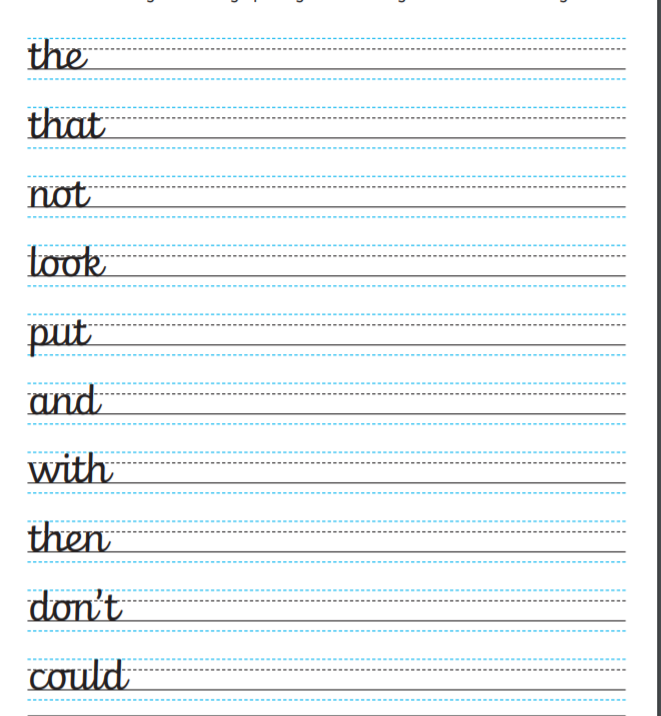 the
that
not
look
put
and
with
then
don't
could